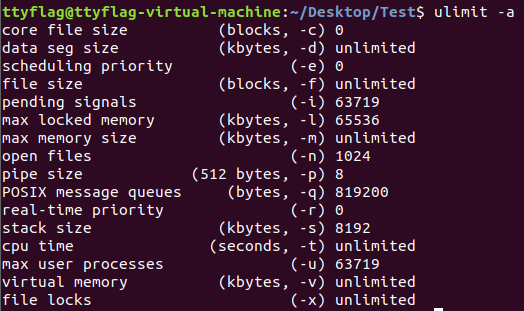 ttyflag@ttyflag-virtual-machine:~/Desktop/Test$ ulimit -a
core file size          (blocks, -c) 0
data seg size           (kbytes, -d) unlimited
scheduling priority             (-e) 0
file size               (blocks, -f) unlimited
pending signals                 (-i) 63719
max locked memory       (kbytes, -l) 65536
max memory size         (kbytes, -m) unlimited
open files                      (-n) 1024
pipe size            (512 bytes, -p) 8
POSIX message queues     (bytes, -q) 819200
real-time priority              (-r) 0
stack size              (kbytes, -s) 8192
cpu time               (seconds, -t) unlimited
max user processes              (-u) 63719
virtual memory          (kbytes, -v) unlimited
file locks                      (-x) unlimited